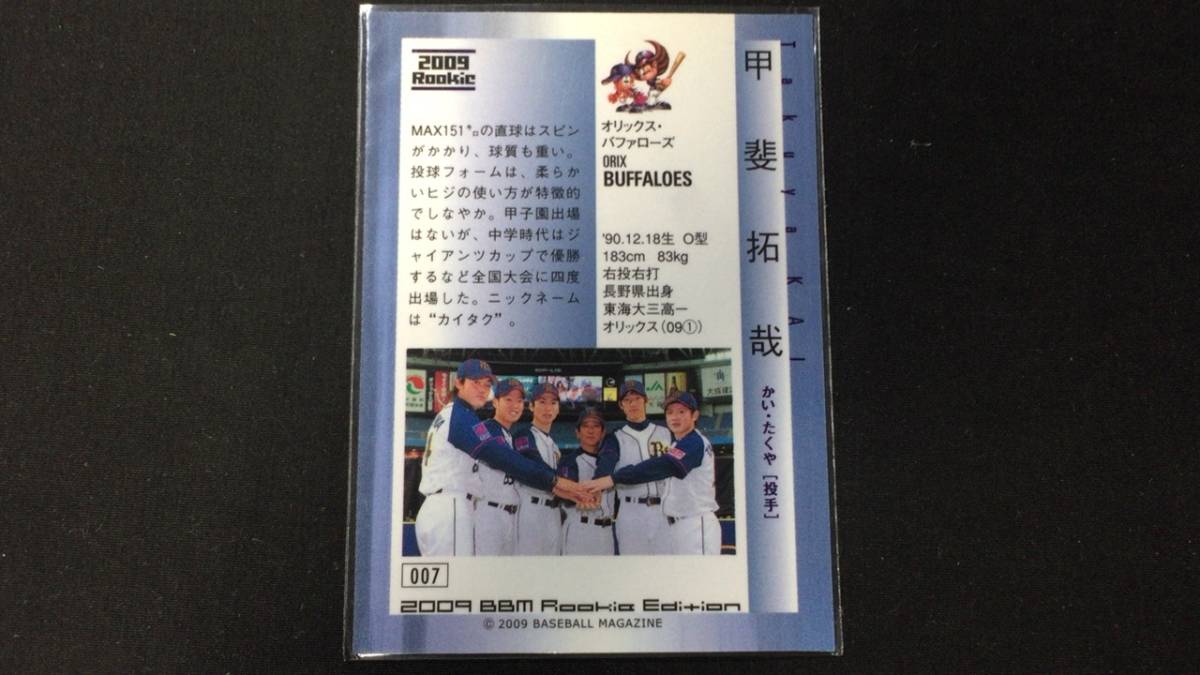 2009
Rookie
MAX151㌔の直球はスピン
がかかり、球質も重い。
投球フォームは、柔らか
いヒジの使い方が特徴的
でしなやか。甲子園出場
はないが、中学時代はジ
ャイアンツカップで優勝
するなど全国大会に四度
出場した。ニックネーム
は“カイタク”。
オリックス・
バファローズ
ORIX
BUFFALOES
'90.12.18生 O型
183cm 83kg
右投右打
長野県出身
東海大三高一
オリックス(09①)
甲斐拓哉
かい・たくや[投手]
Takuya KAI
007
2009 BBM Rookie Edition
© 2009 BASEBALL MAGAZINE